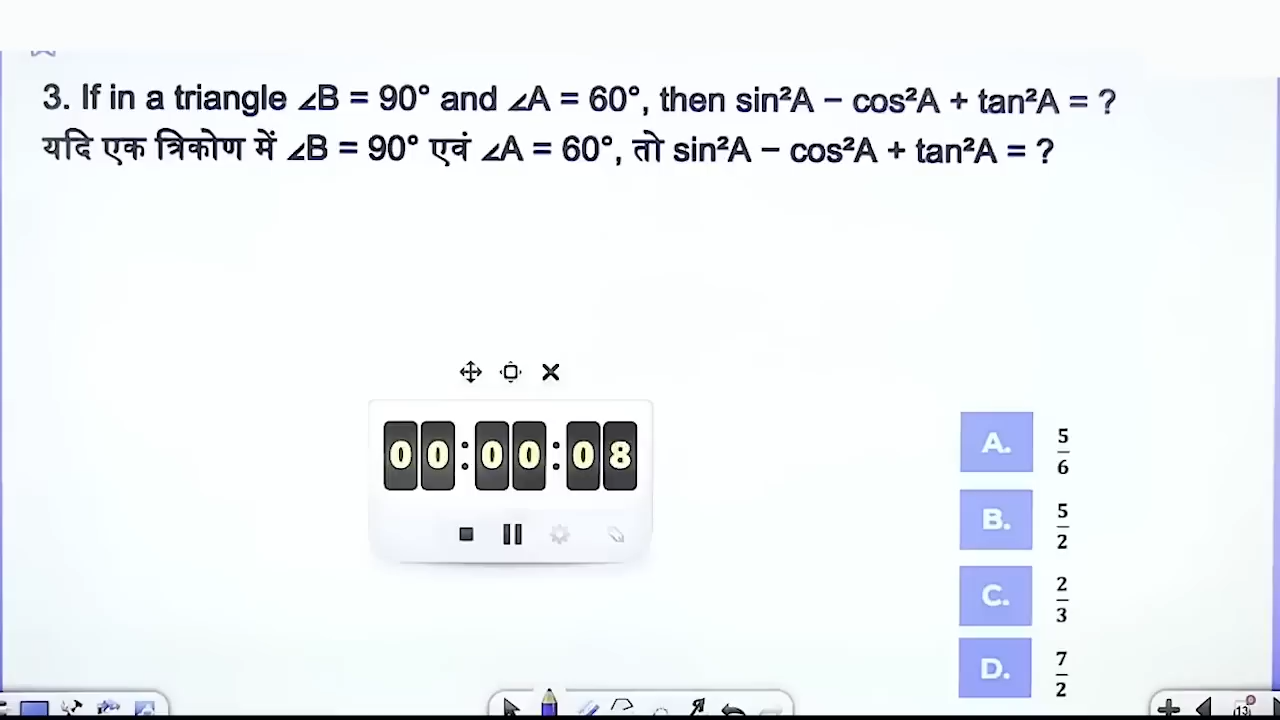 3. If in a triangle ∠B = 90° and ∠A = 60°, then sin²A − cos²A + tan²A = ?
यदि एक त्रिकोण में ∠B = 90° एवं ∠A = 60°, तो sin²A − cos²A + tan²A = ?
00:00:08
A. 5/6
B. 5/2
C. 2/3
D. 7/2
13